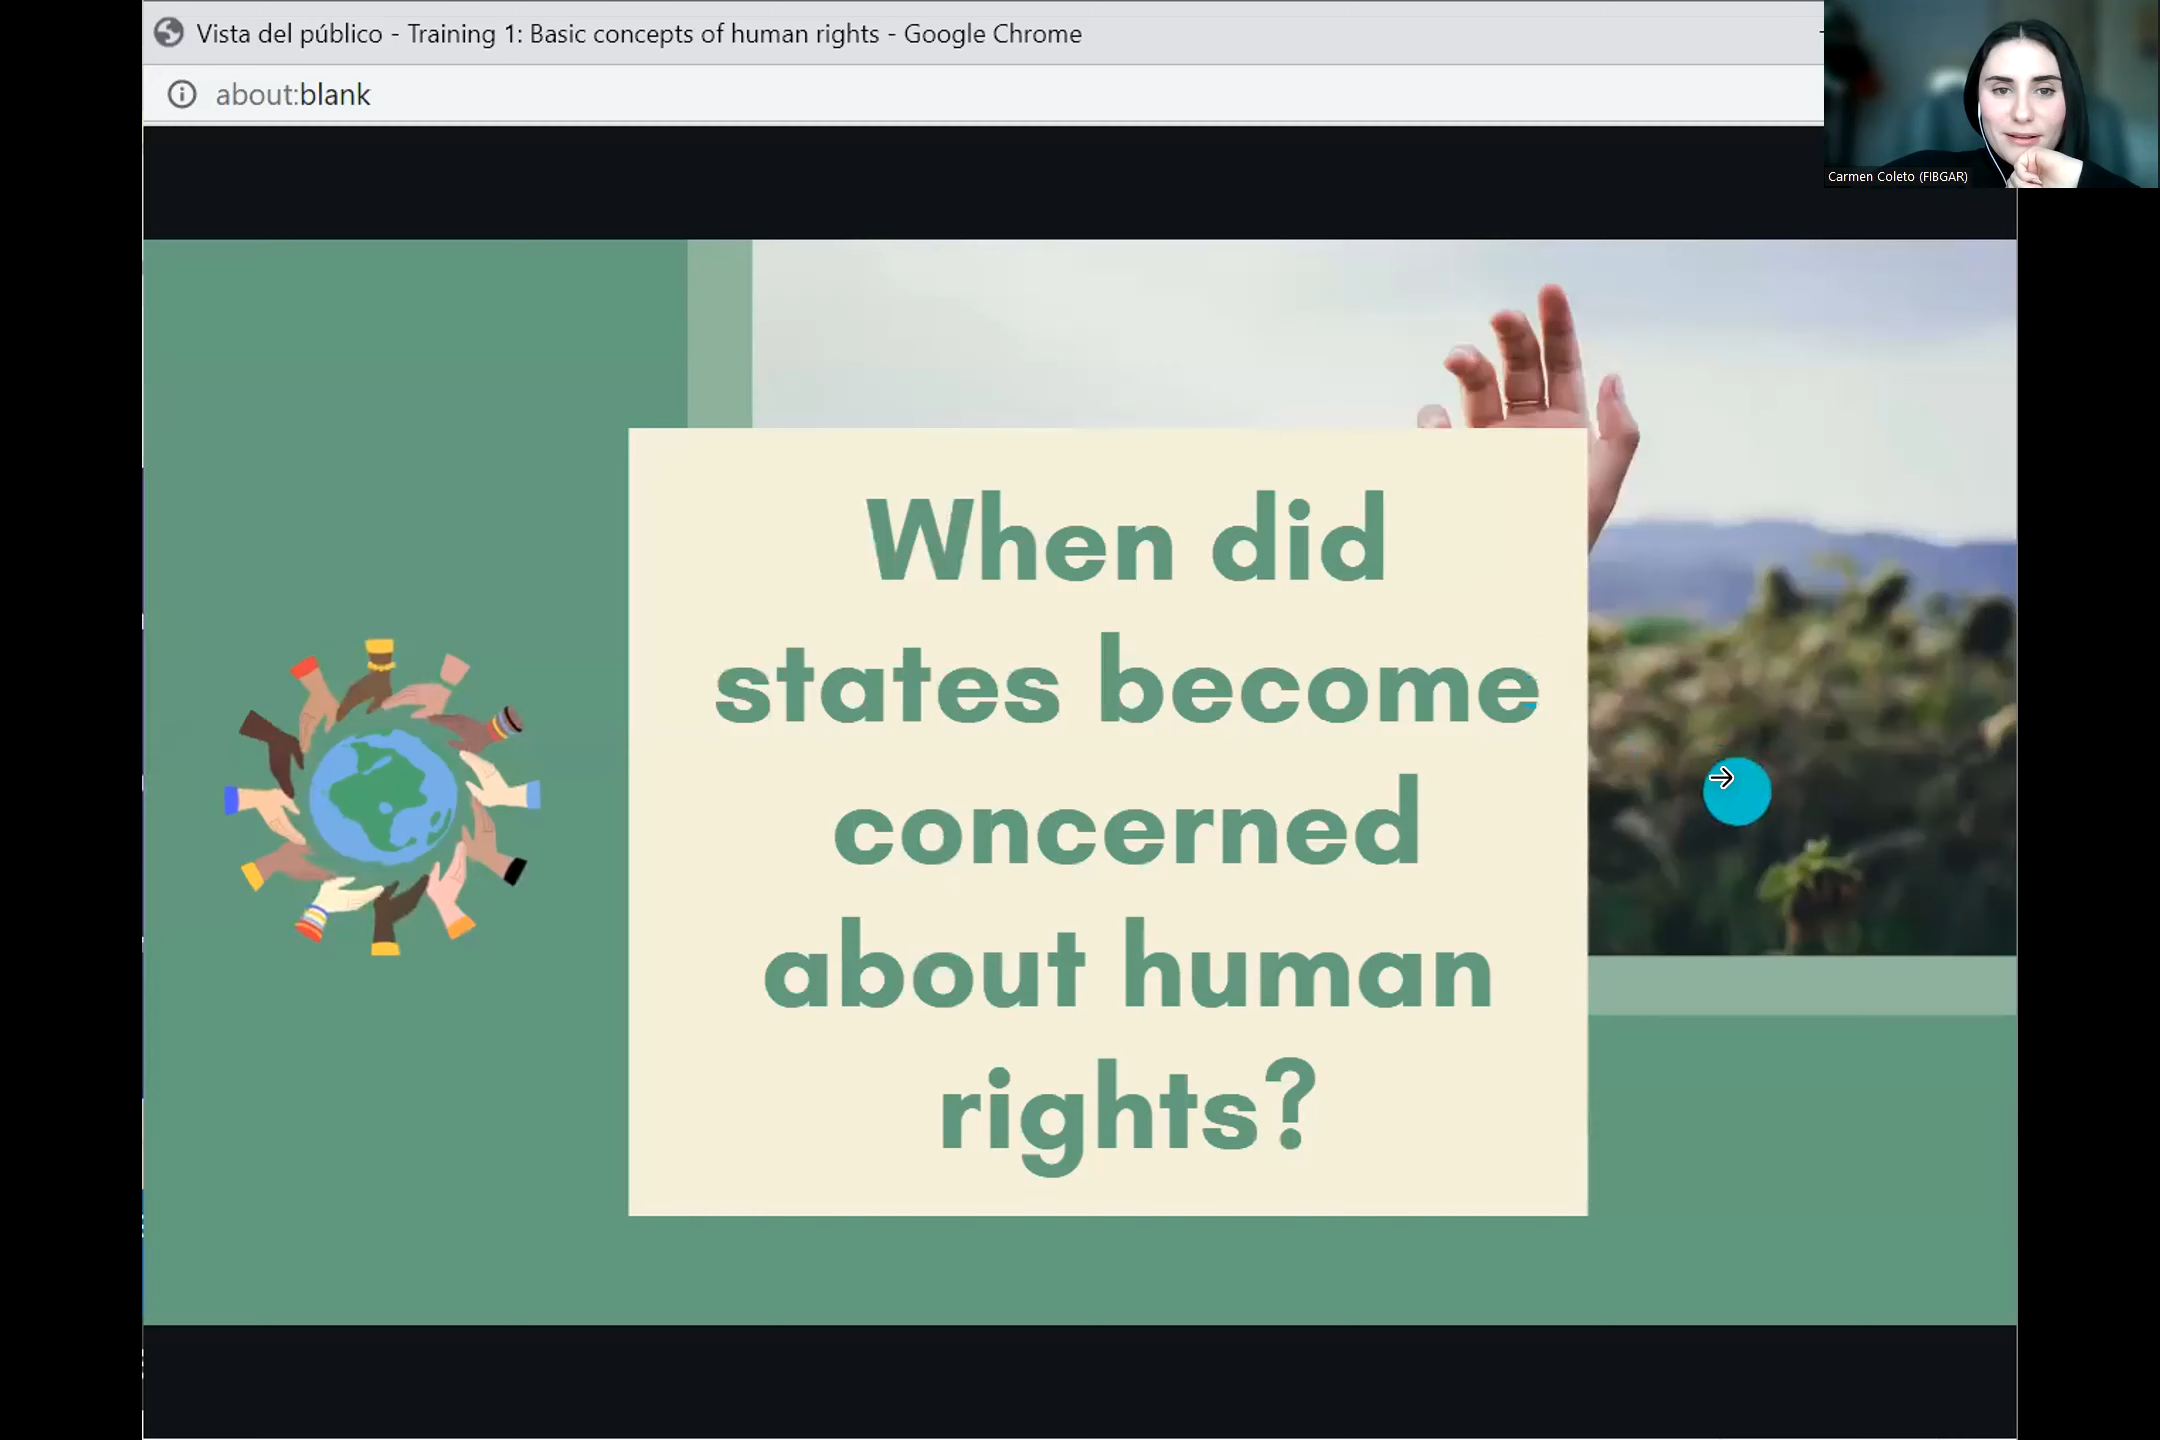 Vista del público - Training 1: Basic concepts of human rights - Google Chrome
about:blank
Carmen Coleto (FIBGAR)
When did
states become
concerned
about human
rights?